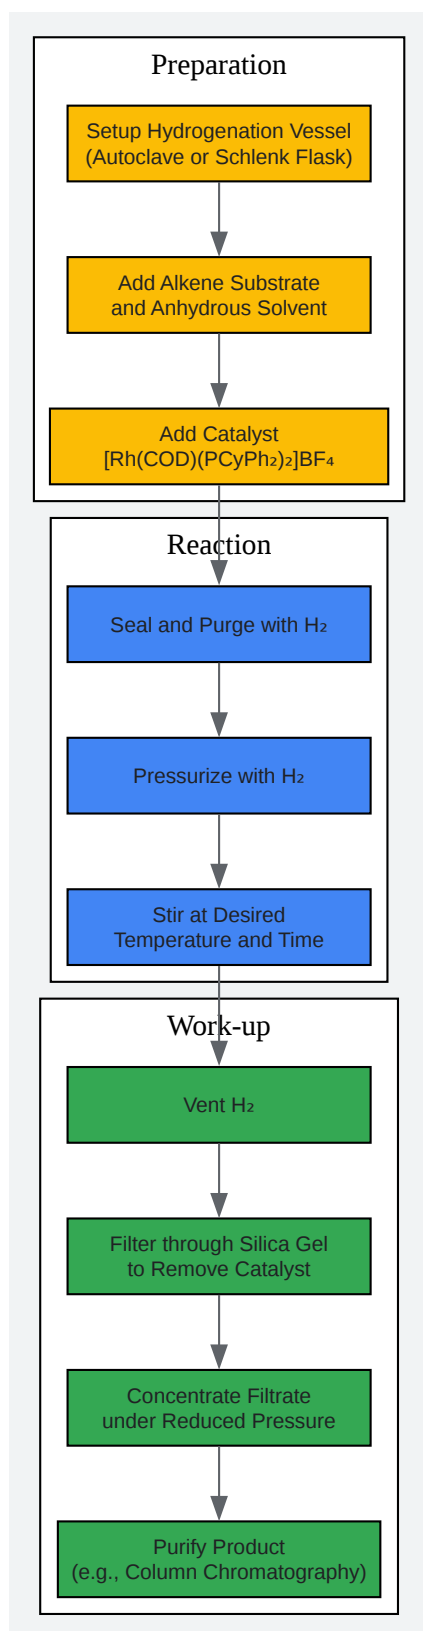 Preparation
Setup Hydrogenation Vessel
(Autoclave or Schlenk Flask)
Add Alkene Substrate
and Anhydrous Solvent
Add Catalyst
[Rh(COD)(PCyPh₂)₂]BF₄
Reaction
Seal and Purge with H₂
Pressurize with H₂
Stir at Desired
Temperature and Time
Work-up
Vent H₂
Filter through Silica Gel
to Remove Catalyst
Concentrate Filtrate
under Reduced Pressure
Purify Product
(e.g., Column Chromatography)